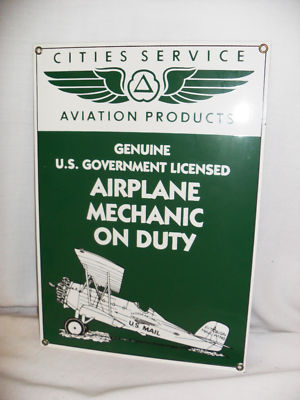 CITIES SERVICE
AVIATION PRODUCTS
GENUINE
U.S. GOVERNMENT LICENSED
AIRPLANE
MECHANIC
ON DUTY
U.S. MAIL